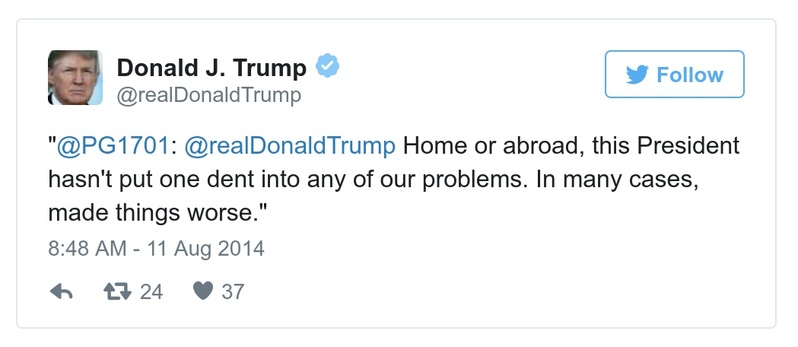 Donald J. Trump
@realDonaldTrump
Follow
"@PG1701: @realDonaldTrump Home or abroad, this President
hasn't put one dent into any of our problems. In many cases,
made things worse."
8:48 AM - 11 Aug 2014
24 37